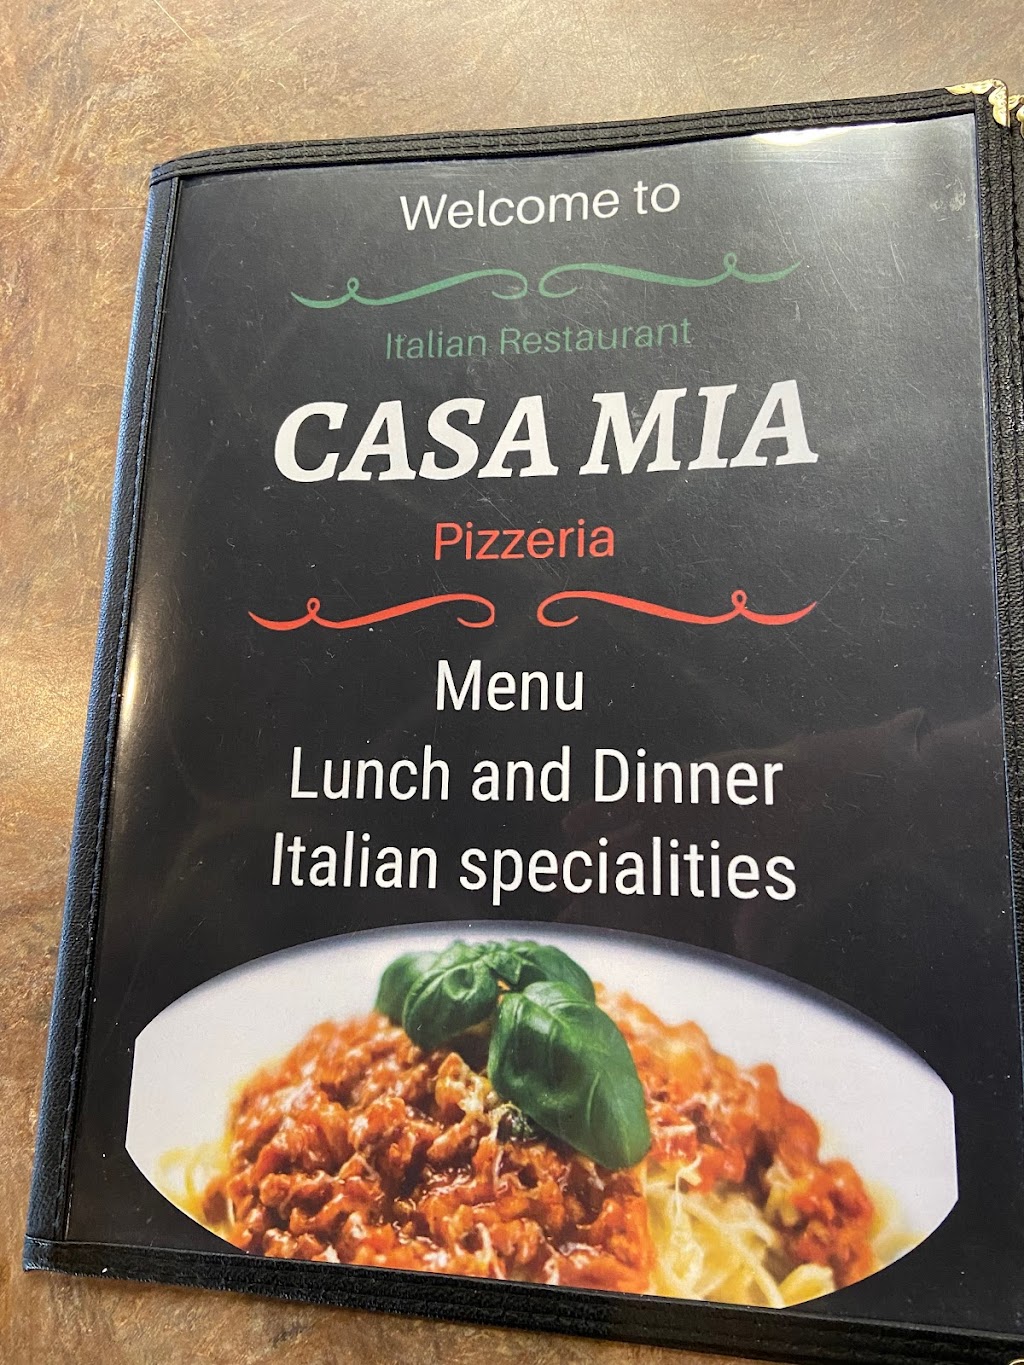 Welcome to
Italian Restaurant
CASA MIA
Pizzeria
Menu
Lunch and Dinner
Italian specialities